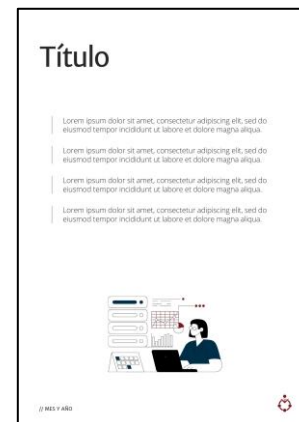 Título
Lorem ipsum dolor sit amet, consectetur adipiscing elit, sed do
eiusmod tempor incididunt ut labore et dolore magna aliqua.
Lorem ipsum dolor sit amet, consectetur adipiscing elit, sed do
eiusmod tempor incididunt ut labore et dolore magna aliqua.
Lorem ipsum dolor sit amet, consectetur adipiscing elit, sed do
eiusmod tempor incididunt ut labore et dolore magna aliqua.
Lorem ipsum dolor sit amet, consectetur adipiscing elit, sed do
eiusmod tempor incididunt ut labore et dolore magna aliqua.
// MES Y AÑO